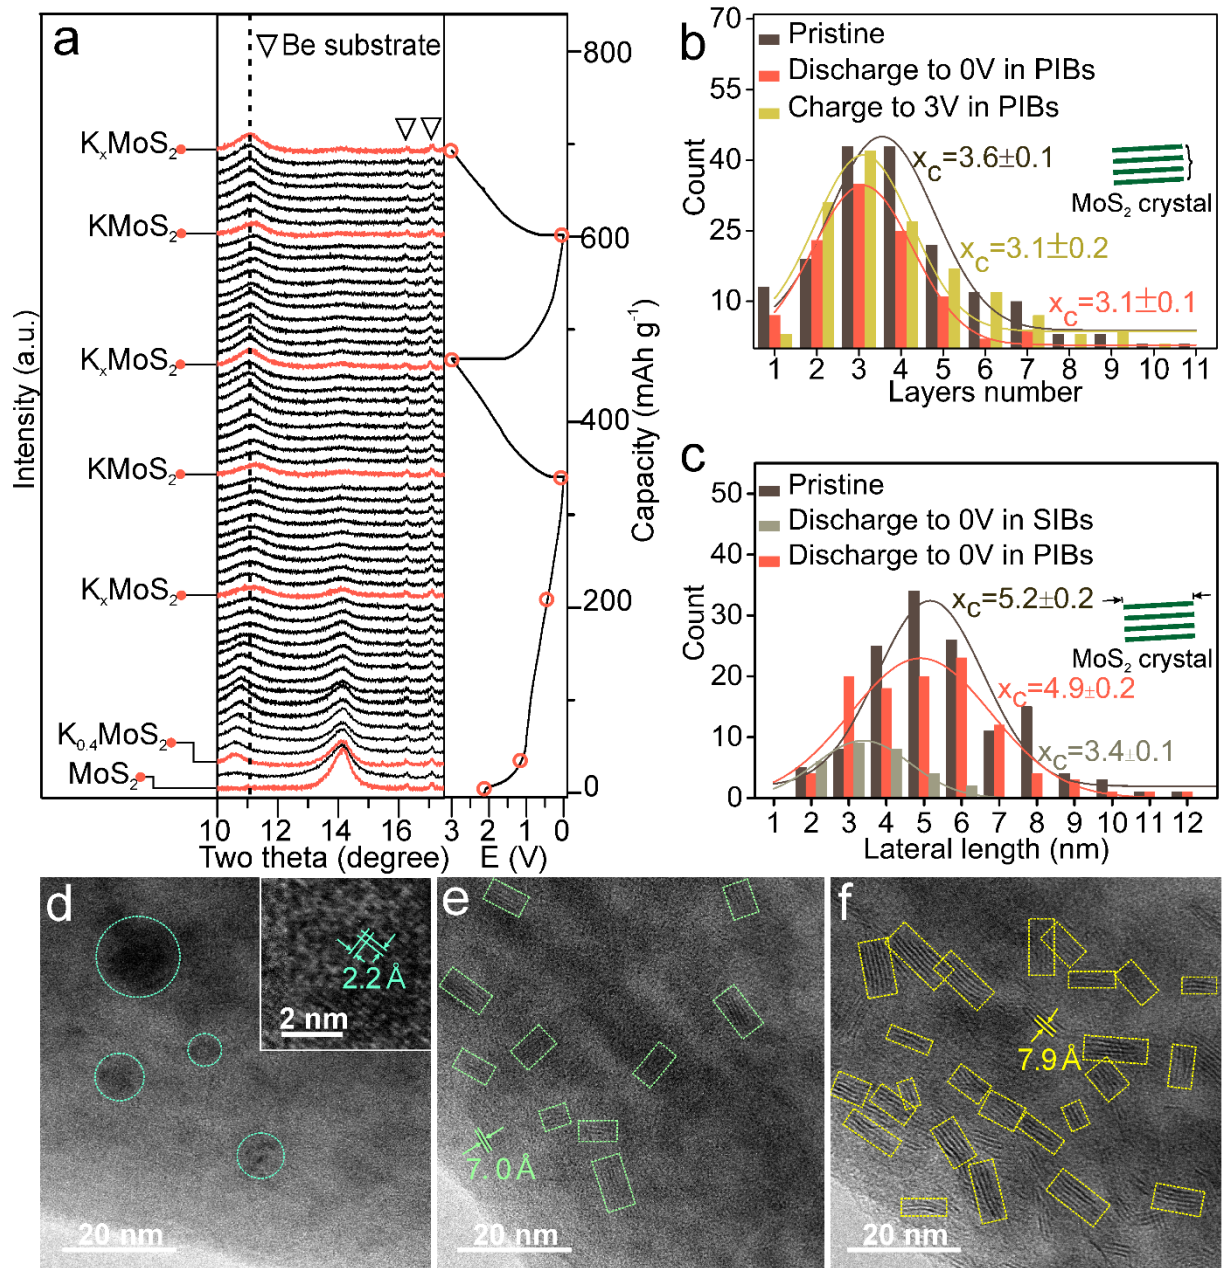 a
▽ Be substrate
KₓMoS₂
KMoS₂
KₓMoS₂
KMoS₂
KₓMoS₂
K₀.₄MoS₂
MoS₂
Intensity (a.u.)
10 12 14 16
Two theta (degree)
3 2 1 0
E (V)
800
600
400
200
0
Capacity (mAh g⁻¹)
b
70
55
40
25
10
Count
Pristine
Discharge to 0V in PIBs
Charge to 3V in PIBs
x_C=3.6±0.1
x_C=3.1±0.2
x_C=3.1±0.1
MoS₂ crystal
1 2 3 4 5 6 7 8 9 10 11
Layers number
c
50
40
30
20
10
0
Count
Pristine
Discharge to 0V in SIBs
Discharge to 0V in PIBs
x_C=5.2±0.2
x_C=4.9±0.2
x_C=3.4±0.1
MoS₂ crystal
1 2 3 4 5 6 7 8 9 10 11 12
Lateral length (nm)
d
2.2 Å
2 nm
20 nm
e
7.0 Å
20 nm
f
7.9 Å
20 nm